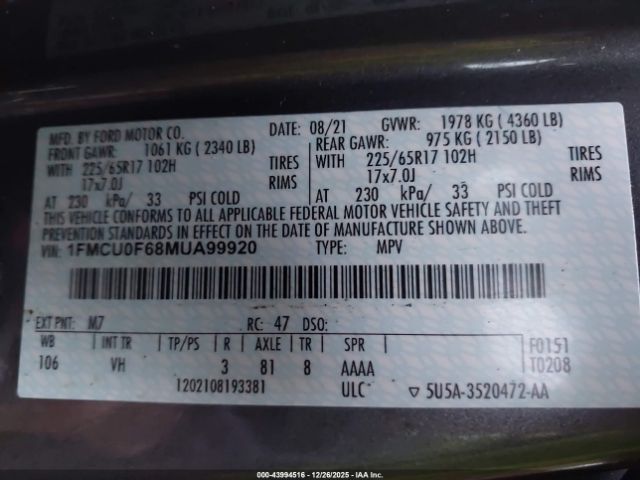 MFD. BY FORD MOTOR CO.
DATE: 08/21 GVWR: 1978 KG ( 4360 LB)
FRONT GAWR: 1061 KG ( 2340 LB) REAR GAWR: 975 KG ( 2150 LB)
WITH 225/65R17 102H TIRES WITH 225/65R17 102H TIRES
17x7.0J RIMS 17x7.0J RIMS
AT 230 kPa/ 33 PSI COLD AT 230 kPa/ 33 PSI COLD
THIS VEHICLE CONFORMS TO ALL APPLICABLE FEDERAL MOTOR VEHICLE SAFETY AND THEFT
PREVENTION STANDARDS IN EFFECT ON THE DATE OF MANUFACTURE SHOWN ABOVE.
VIN: 1FMCU0F68MUA99920 TYPE: MPV
EXT PNT: M7 RC: 47 DSO:
WB INT TR TP/PS R AXLE TR SPR F0151
106 VH 3 81 8 AAAA T0208
1202108193381 ULC ▽ 5U5A-3520472-AA
000-43994516 - 12/26/2025 - IAA Inc.